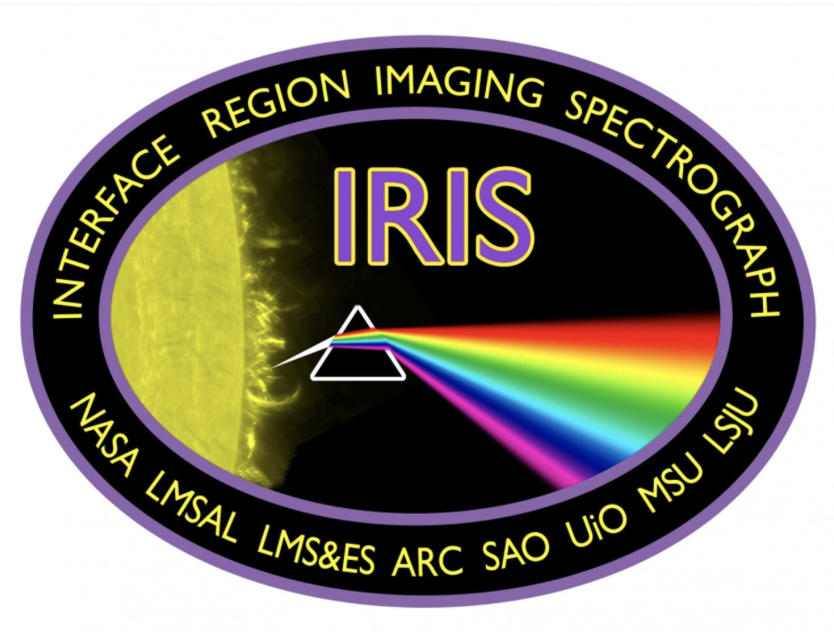 INTERFACE REGION IMAGING SPECTROGRAPH
IRIS
NASA LMSAL LMS&ES ARC SAO UiO MSU LSJU